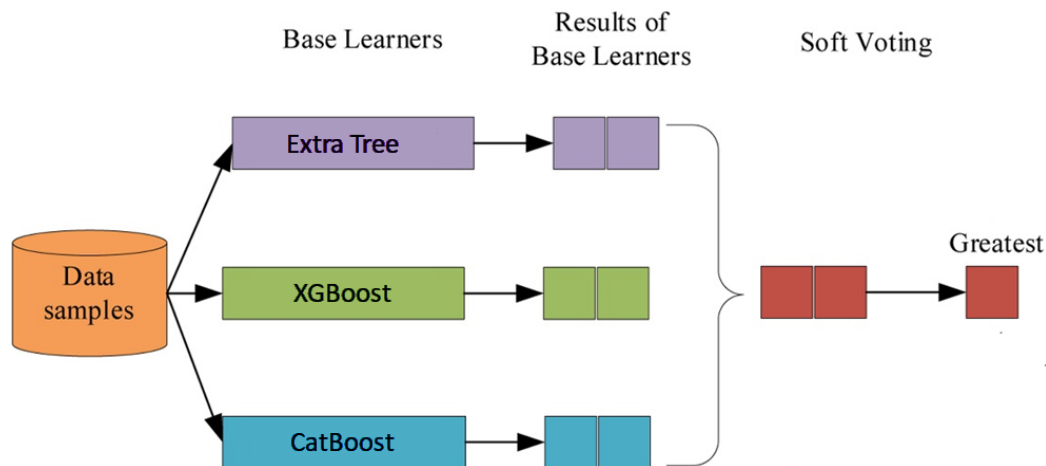 Base Learners
Results of
Base Learners
Soft Voting
Extra Tree
Data
samples
XGBoost
Greatest
CatBoost